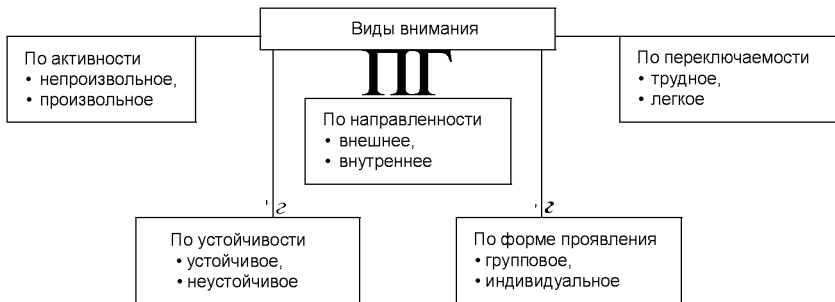 Виды внимания
По активности
• непроизвольное,
• произвольное
ПГ
По направленности
• внешнее,
• внутреннее
По переключаемости
• трудное,
• легкое
' г
По устойчивости
• устойчивое,
• неустойчивое
' г
По форме проявления
• групповое,
• индивидуальное